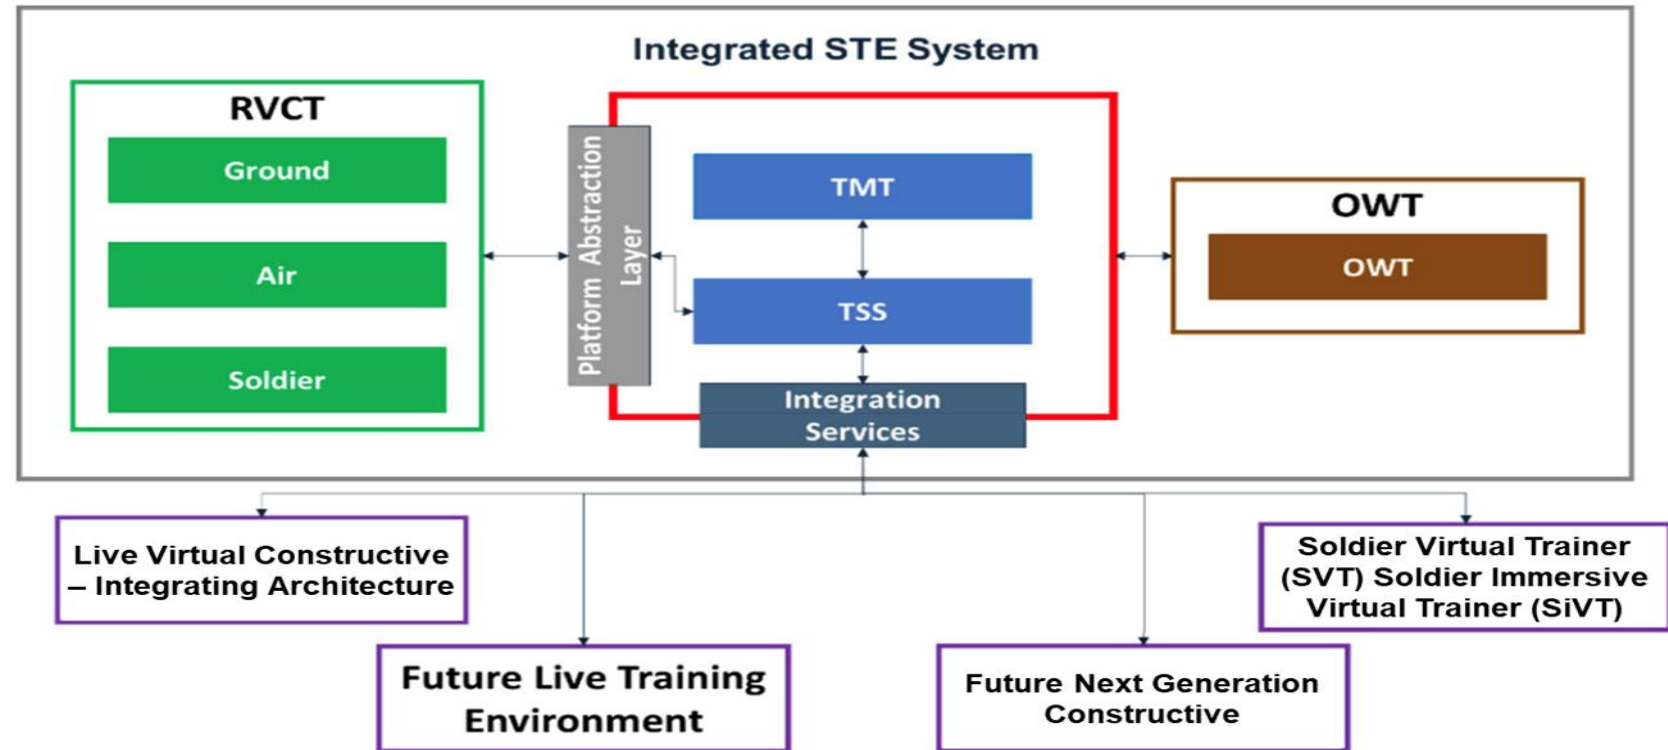 Integrated STE System
RVCT
Ground
Air
Soldier
Platform Abstraction
Layer
TMT
TSS
Integration
Services
OWT
OWT
Live Virtual Constructive
– Integrating Architecture
Future Live Training
Environment
Future Next Generation
Constructive
Soldier Virtual Trainer
(SVT) Soldier Immersive
Virtual Trainer (SiVT)